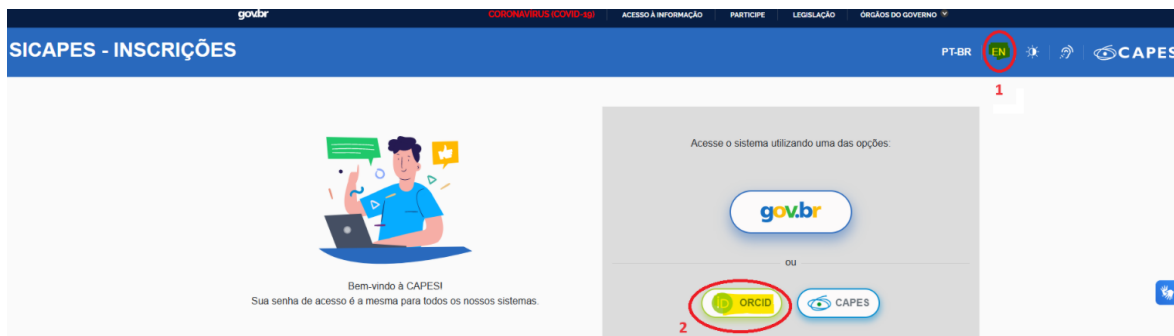 gov.br CORONAVÍRUS (COVID-19) ACESSO À INFORMAÇÃO PARTICIPE LEGISLAÇÃO ÓRGÃOS DO GOVERNO
SICAPES - INSCRIÇÕES
PT-BR EN CAPES
1
Acesse o sistema utilizando uma das opções:
gov.br
ou
Bem-vindo à CAPES!
Sua senha de acesso é a mesma para todos os nossos sistemas.
iD ORCID CAPES
2